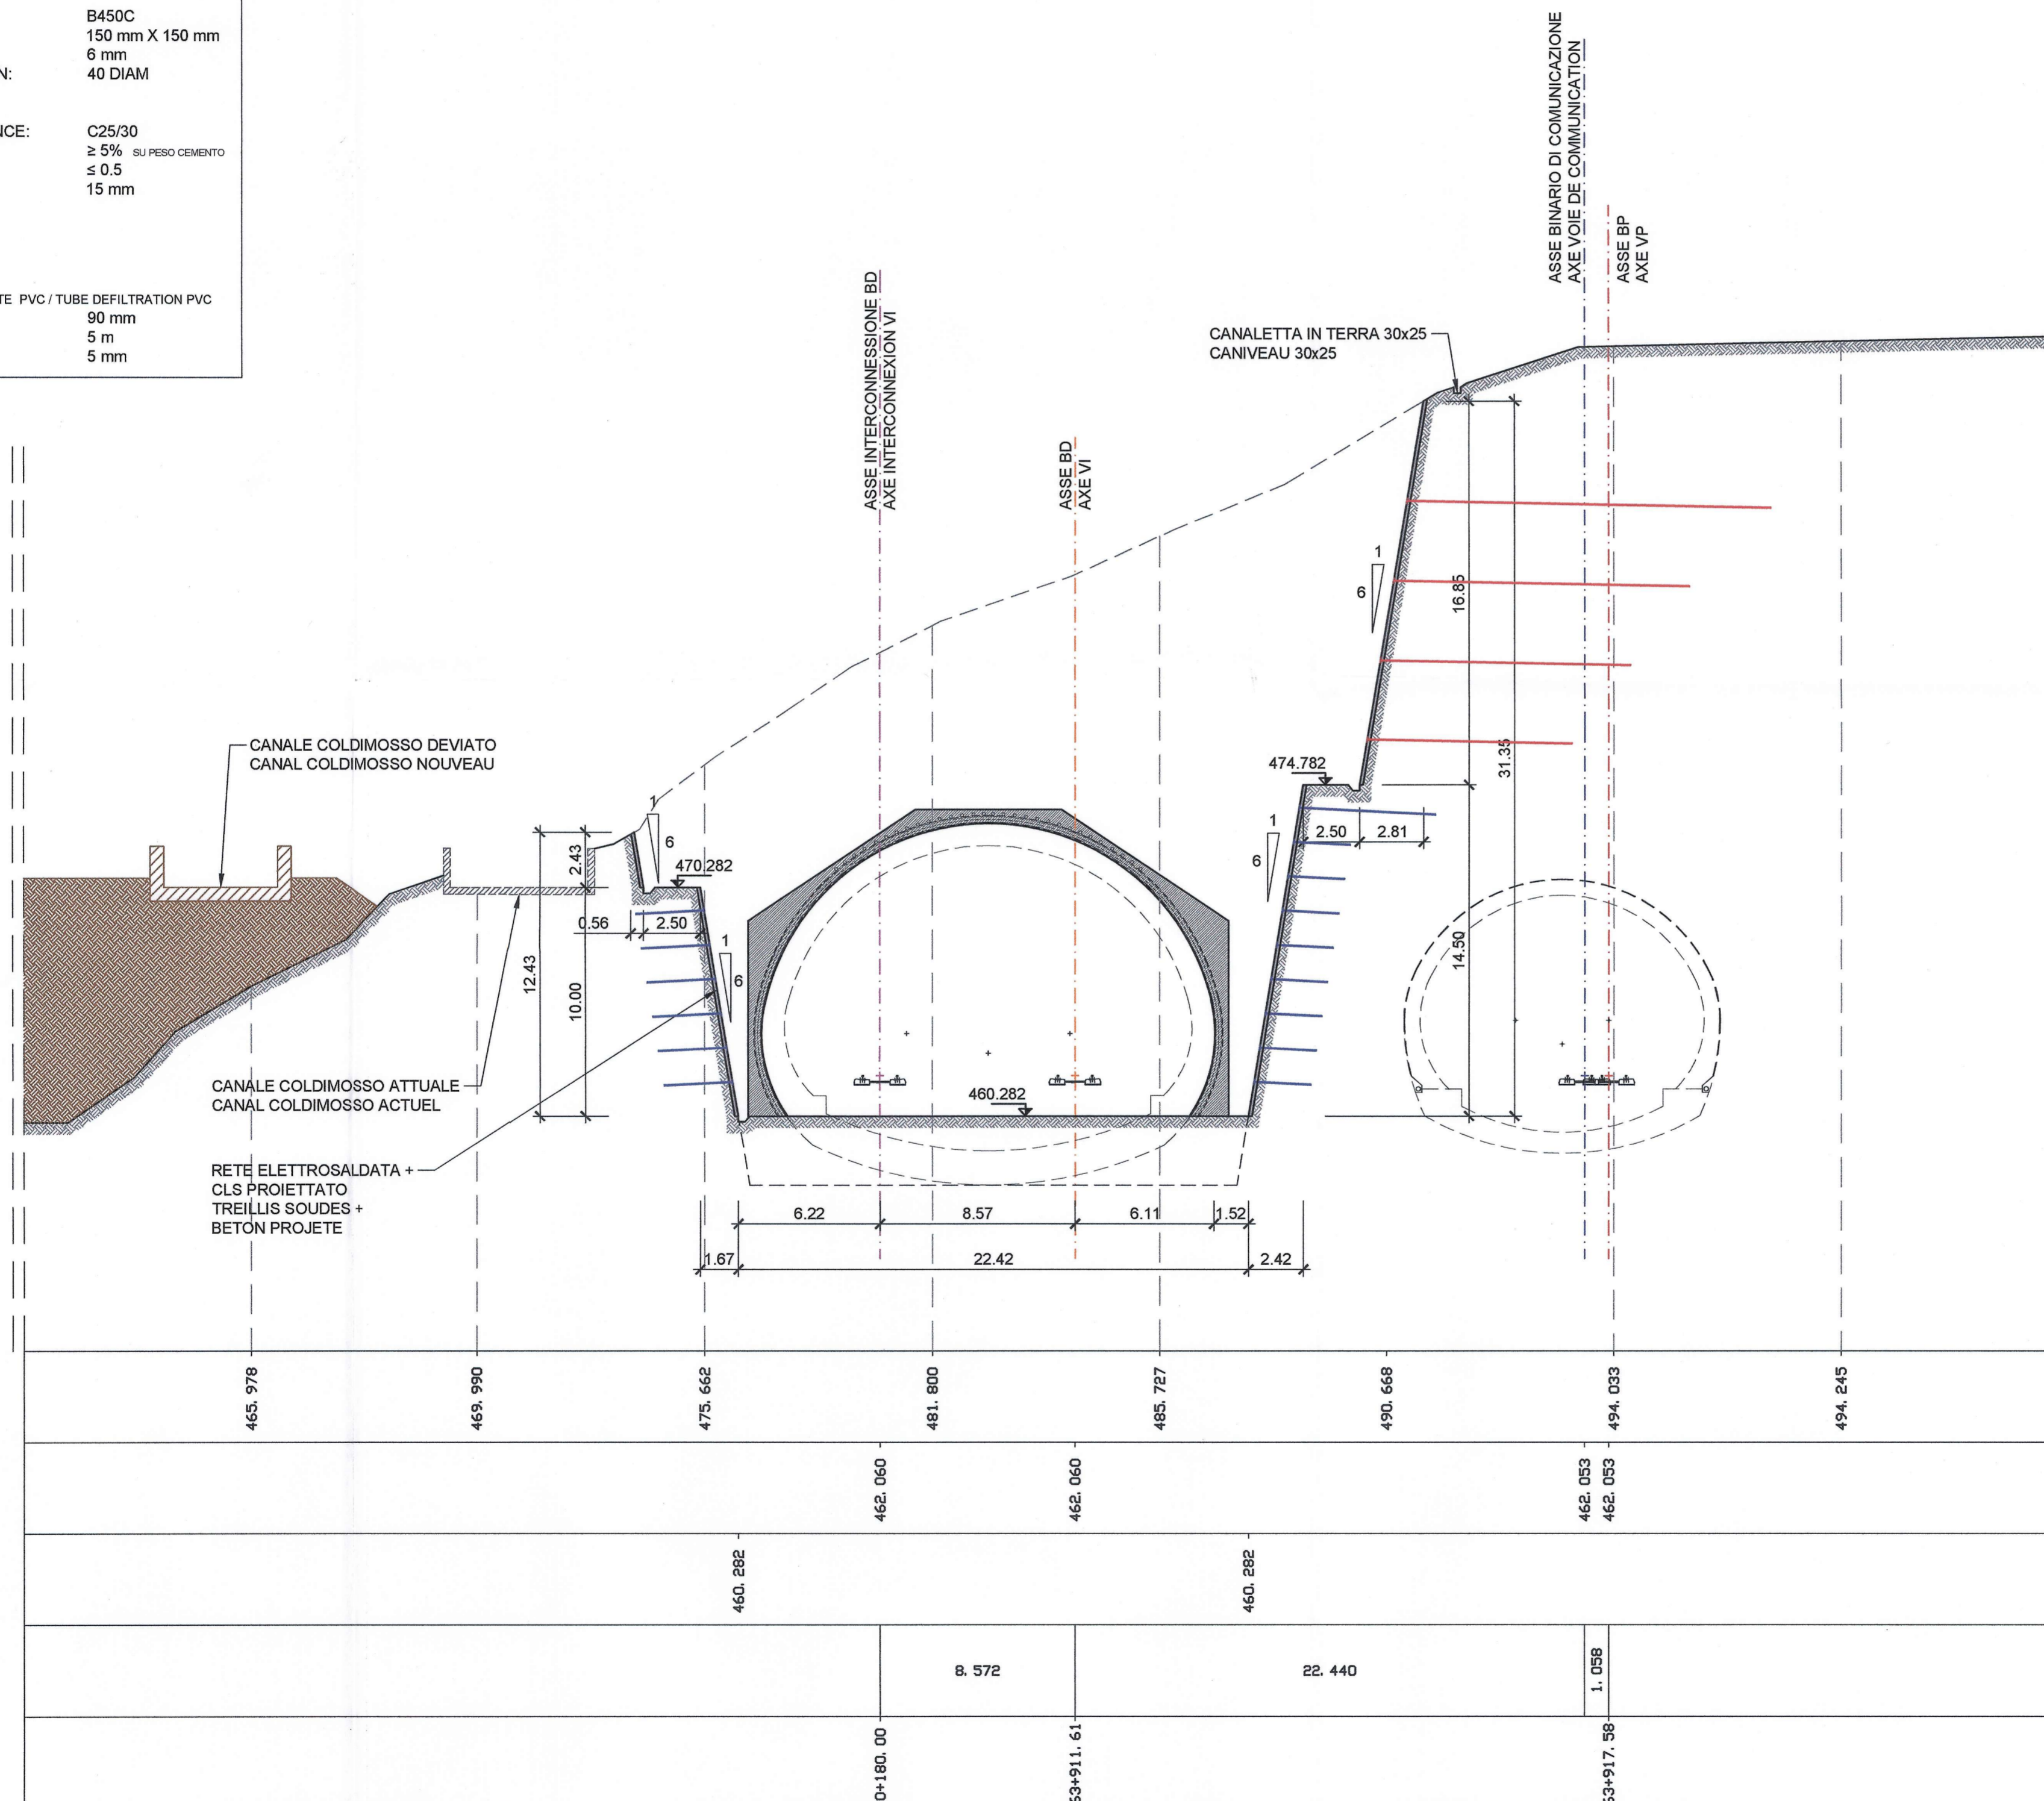 B450C
150 mm X 150 mm
6 mm
N: 40 DIAM
NCE: C25/30
≥ 5% SU PESO CEMENTO
≤ 0.5
15 mm
TE PVC / TUBE DEFILTRATION PVC
90 mm
5 m
5 mm
ASSE BINARIO DI COMUNICAZIONE
AXE VOIE DE COMMUNICATION
ASSE BP
AXE VP
ASSE INTERCONNESSIONE BD
AXE INTERCONNEXION VI
ASSE BD
AXE VI
CANALETTA IN TERRA 30x25
CANIVEAU 30x25
1
6
16.85
31.35
474.782
2.50
2.81
1
6
14.50
CANALE COLDIMOSSO DEVIATO
CANAL COLDIMOSSO NOUVEAU
1
6
2.43
470.282
0.56
2.50
1
6
12.43
10.00
460.282
CANALE COLDIMOSSO ATTUALE
CANAL COLDIMOSSO ACTUEL
RETE ELETTROSALDATA +
CLS PROIETTATO
TREILLIS SOUDES +
BETON PROJETE
6.22
8.57
6.11
1.52
1.67
22.42
2.42
465. 978
469. 990
475. 662
481. 800
485. 727
490. 668
494. 033
494. 245
462. 060
462. 060
462. 053
462. 053
460. 282
460. 282
8. 572
22. 440
1. 058
0+180. 00
63+911. 61
63+917. 58